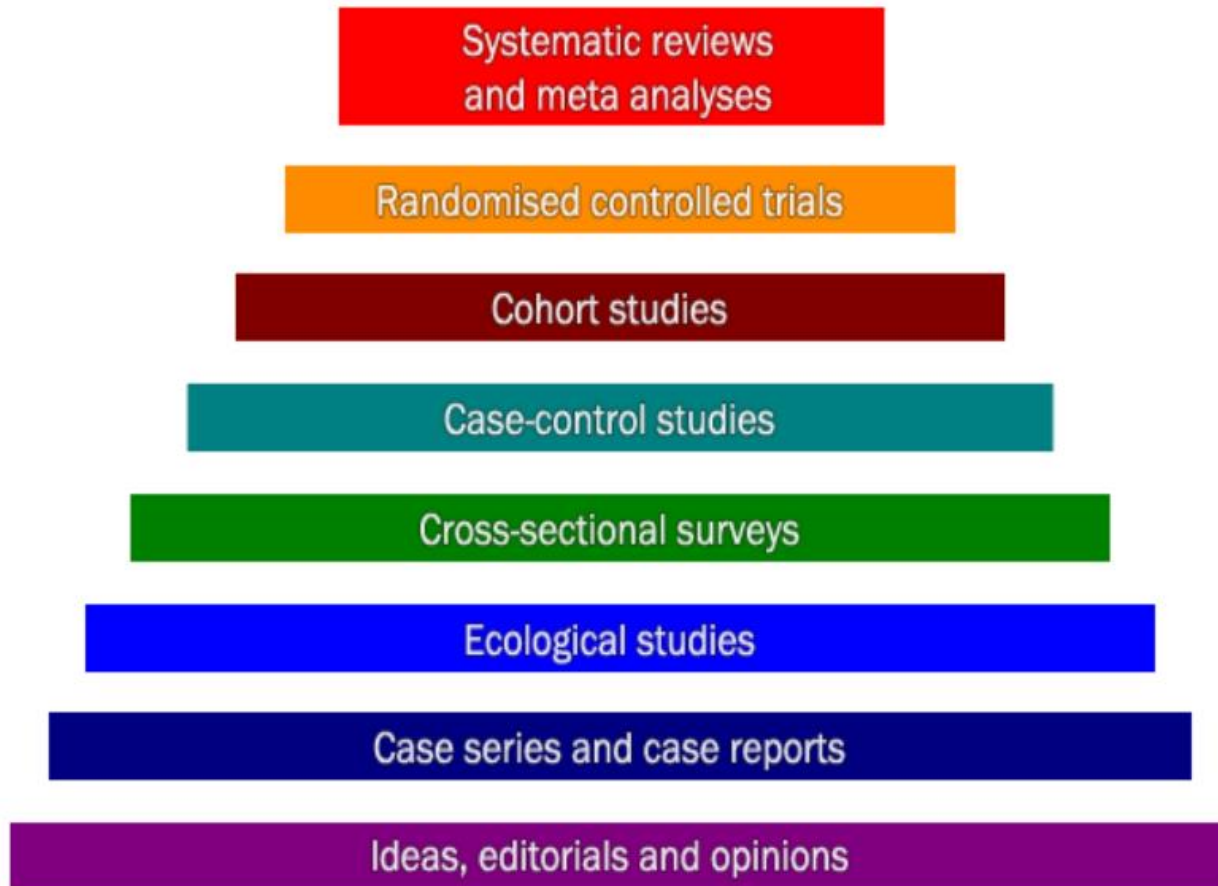 Systematic reviews
and meta analyses
Randomised controlled trials
Cohort studies
Case-control studies
Cross-sectional surveys
Ecological studies
Case series and case reports
Ideas, editorials and opinions